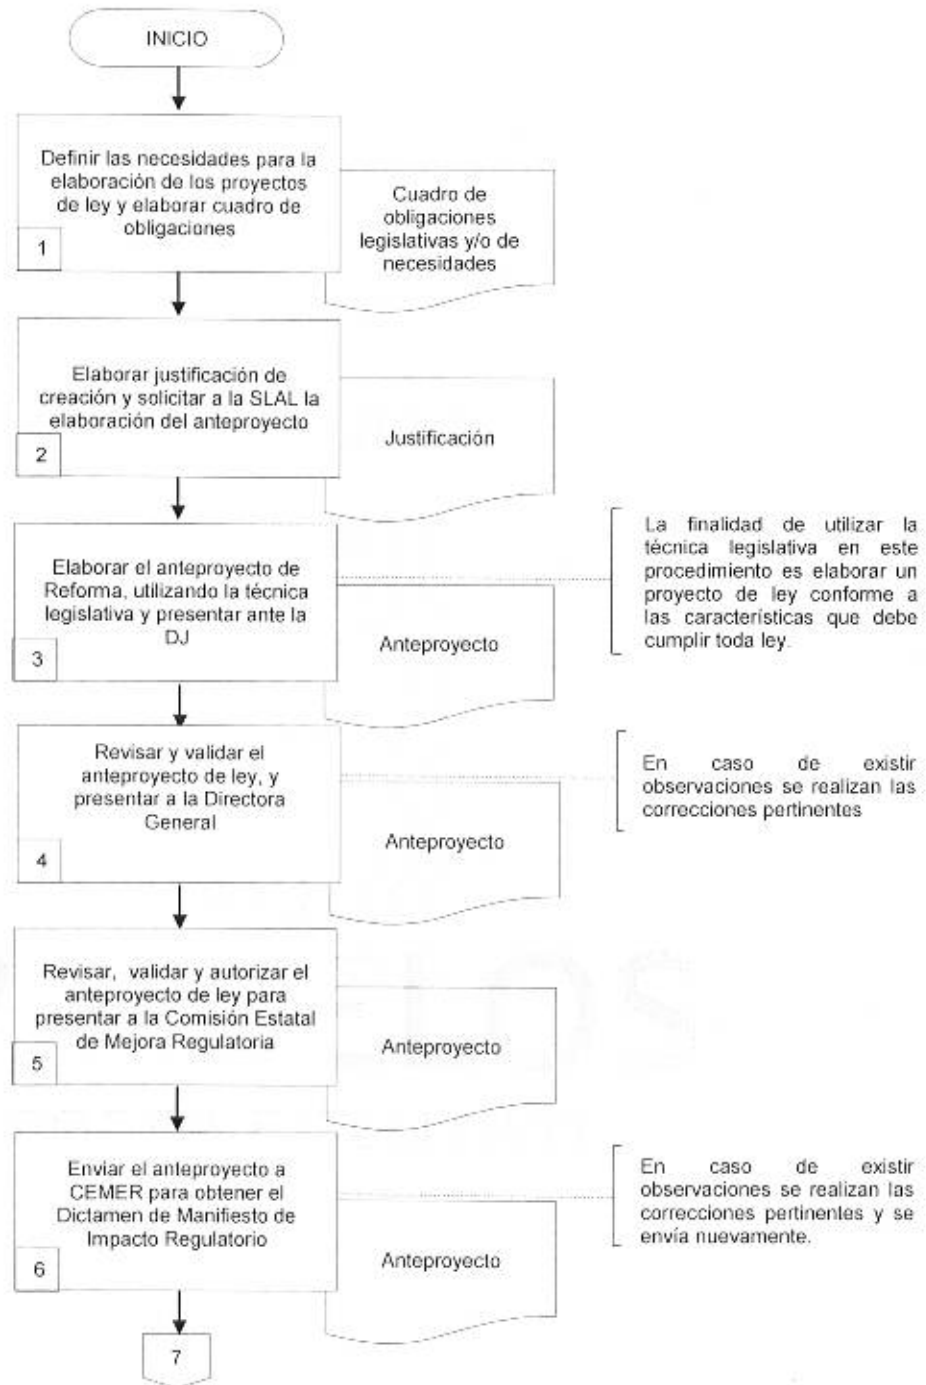 INICIO
Definir las necesidades para la
elaboración de los proyectos
de ley y elaborar cuadro de
obligaciones
1
Cuadro de
obligaciones
legislativas y/o de
necesidades
Elaborar justificación de
creación y solicitar a la SLAL la
elaboración del anteproyecto
2
Justificación
Elaborar el anteproyecto de
Reforma, utilizando la técnica
legislativa y presentar ante la
DJ
3
Anteproyecto
La finalidad de utilizar la
técnica legislativa en este
procedimiento es elaborar un
proyecto de ley conforme a
las características que debe
cumplir toda ley.
Revisar y validar el
anteproyecto de ley, y
presentar a la Directora
General
4
Anteproyecto
En caso de existir
observaciones se realizan las
correcciones pertinentes
Revisar, validar y autorizar el
anteproyecto de ley para
presentar a la Comisión Estatal
de Mejora Regulatoria
5
Anteproyecto
Enviar el anteproyecto a
CEMER para obtener el
Dictamen de Manifiesto de
Impacto Regulatorio
6
Anteproyecto
En caso de existir
observaciones se realizan las
correcciones pertinentes y se
envía nuevamente.
7